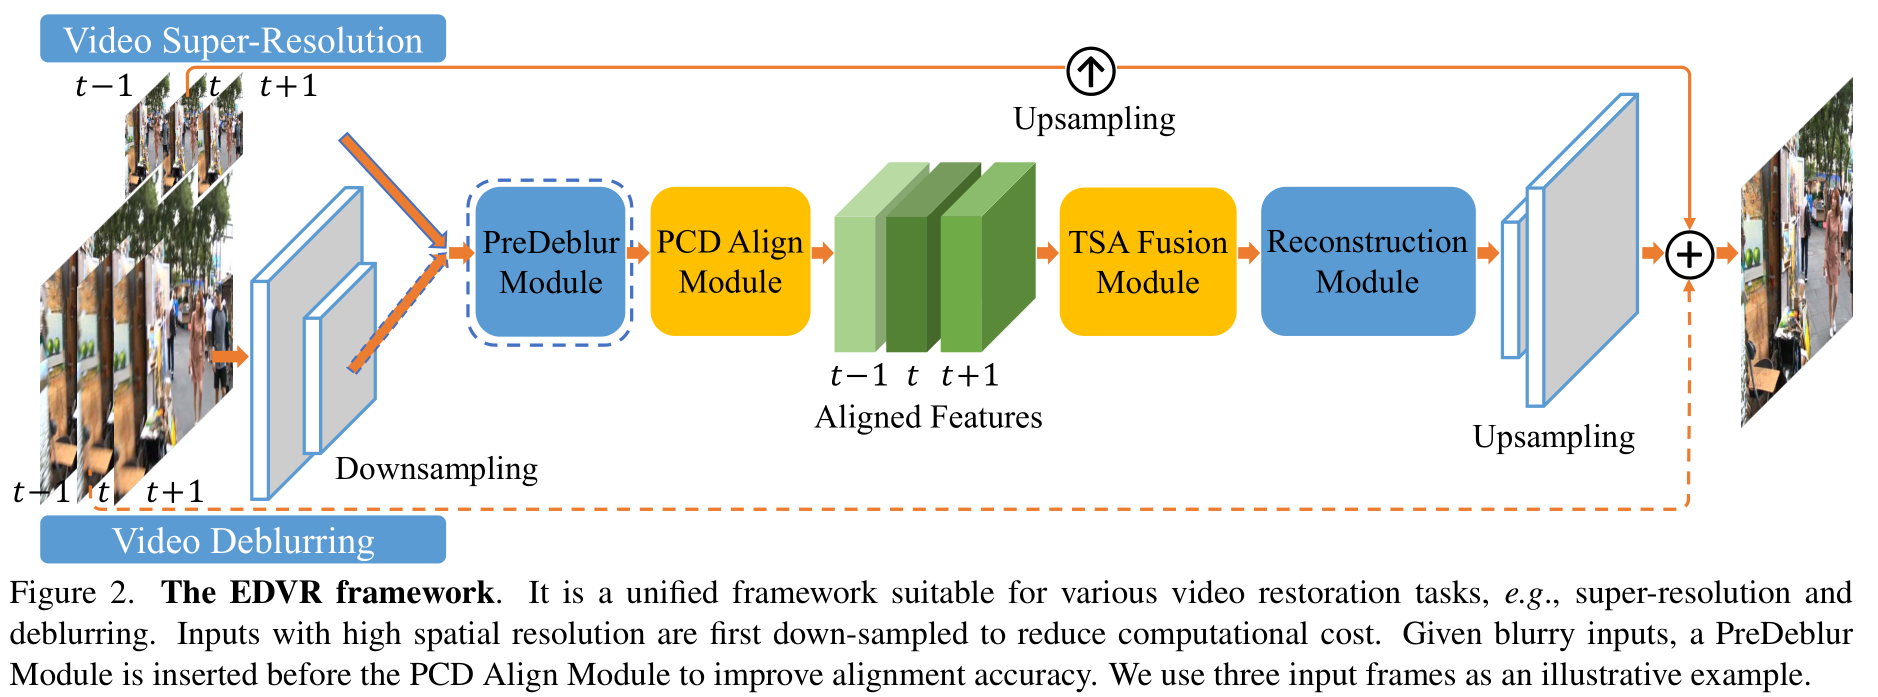 Video Super-Resolution
t−1 t t+1
Upsampling
PreDeblur
Module
PCD Align
Module
TSA Fusion
Module
Reconstruction
Module
t−1 t t+1
Aligned Features
Upsampling
Downsampling
t−1 t t+1
Video Deblurring
Figure 2. The EDVR framework. It is a unified framework suitable for various video restoration tasks, e.g., super-resolution and
deblurring. Inputs with high spatial resolution are first down-sampled to reduce computational cost. Given blurry inputs, a PreDeblur
Module is inserted before the PCD Align Module to improve alignment accuracy. We use three input frames as an illustrative example.